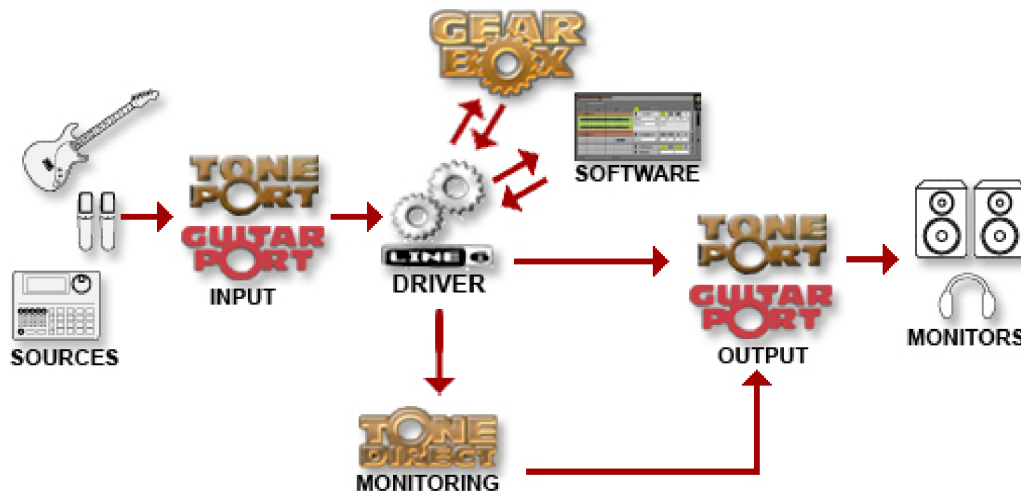 GEAR
BOX
SOFTWARE
TONE
PORT
GUITAR
PORT
INPUT
SOURCES
LINE 6
DRIVER
TONE
PORT
GUITAR
PORT
OUTPUT
MONITORS
TONE
DIRECT
MONITORING